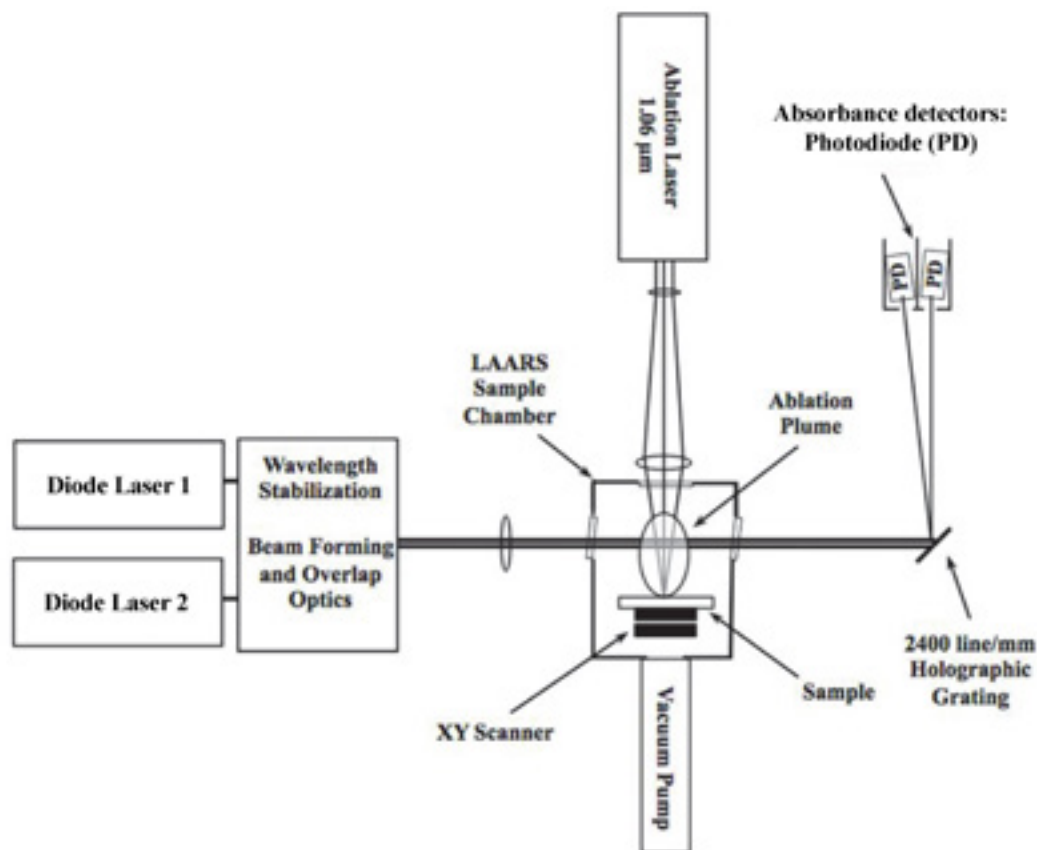 Ablation Laser
1.06 µm
Absorbance detectors:
Photodiode (PD)
PD
PD
LAARS
Sample
Chamber
Ablation
Plume
Diode Laser 1
Wavelength
Stabilization
Beam Forming
and Overlap
Optics
Diode Laser 2
2400 line/mm
Holographic
Grating
Sample
XY Scanner
Vacuum Pump